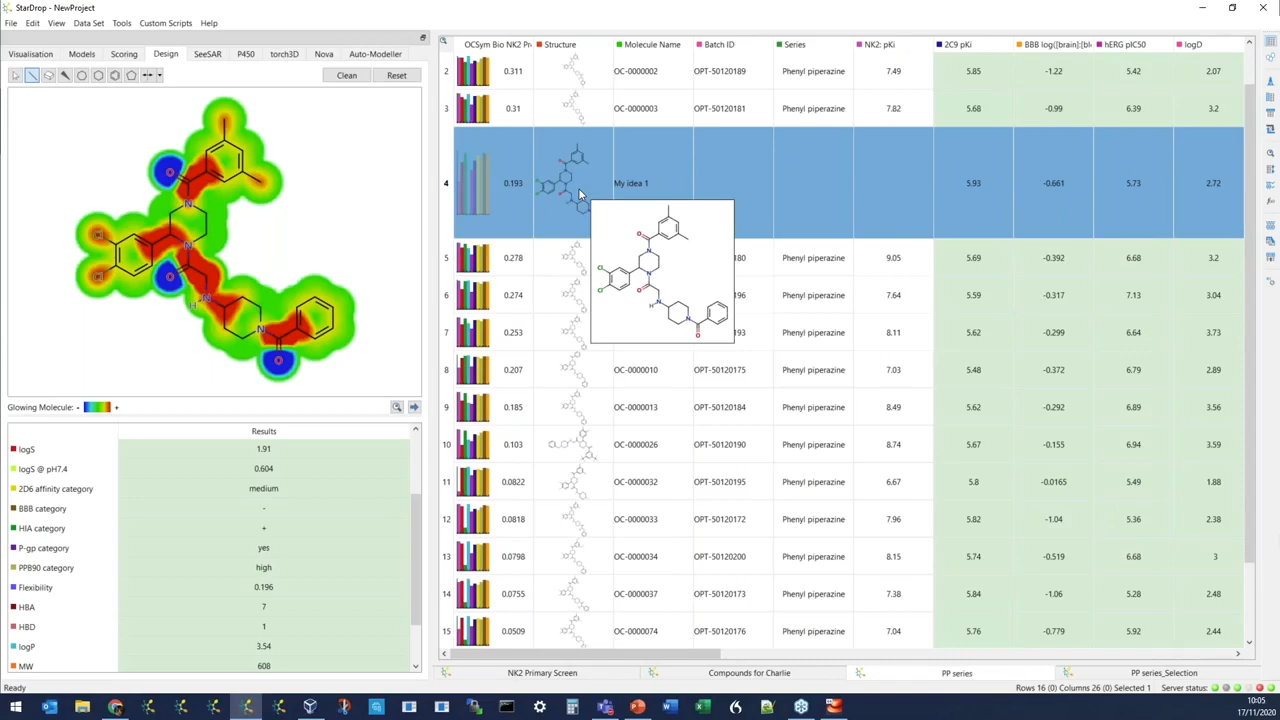 StarDrop - NewProject
File Edit View Data Set Tools Custom Scripts Help
Visualisation Models Scoring Design SeeSAR P450 torch3D Nova Auto-Modeller
Clean Reset
O
N
O
N
O
N
H
N
O
Glowing Molecule: - +
Results
logS 1.91
logS @ pH7.4 0.604
2D6 affinity category medium
BBB category -
HIA category +
P-gp category yes
PPB90 category high
Flexibility 0.196
HBA 7
HBD 1
logP 3.54
MW 608
OCSym Bio NK2 Pr Structure Molecule Name Batch ID Series NK2: pKi 2C9 pKi BBB log([brain]:[bl hERG pIC50 logD
2 0.311 OC-0000002 OPT-50120189 Phenyl piperazine 7.49 5.85 -1.22 5.42 2.07
3 0.31 OC-0000003 OPT-50120181 Phenyl piperazine 7.82 5.68 -0.99 6.39 3.2
4 0.193 My idea 1 5.93 -0.661 5.73 2.72
5 0.278 180 Phenyl piperazine 9.05 5.69 -0.392 6.68 3.2
6 0.274 196 Phenyl piperazine 7.64 5.59 -0.317 7.13 3.04
7 0.253 193 Phenyl piperazine 8.11 5.62 -0.299 6.64 3.73
8 0.207 OC-0000010 OPT-50120175 Phenyl piperazine 7.03 5.48 -0.372 6.79 2.89
9 0.185 OC-0000013 OPT-50120184 Phenyl piperazine 8.49 5.62 -0.292 6.89 3.56
10 0.103 OC-0000026 OPT-50120190 Phenyl piperazine 8.74 5.67 -0.155 6.94 3.59
11 0.0822 OC-0000032 OPT-50120195 Phenyl piperazine 6.67 5.8 -0.0165 5.49 1.88
12 0.0818 OC-0000033 OPT-50120172 Phenyl piperazine 7.96 5.82 -1.04 5.36 2.38
13 0.0798 OC-0000034 OPT-50120200 Phenyl piperazine 8.15 5.74 -0.519 6.68 3
14 0.0755 OC-0000037 OPT-50120173 Phenyl piperazine 7.38 5.84 -1.06 5.28 2.48
15 0.0509 OC-0000074 OPT-50120176 Phenyl piperazine 7.04 5.76 -0.779 5.92 2.44
O
N
Cl
Cl
N
O
N
H
N
O
NK2 Primary Screen Compounds for Charlie PP series PP series_Selection
Ready Rows 16 (0) Columns 26 (0) Selected 1 Server status:
10:05
17/11/2020